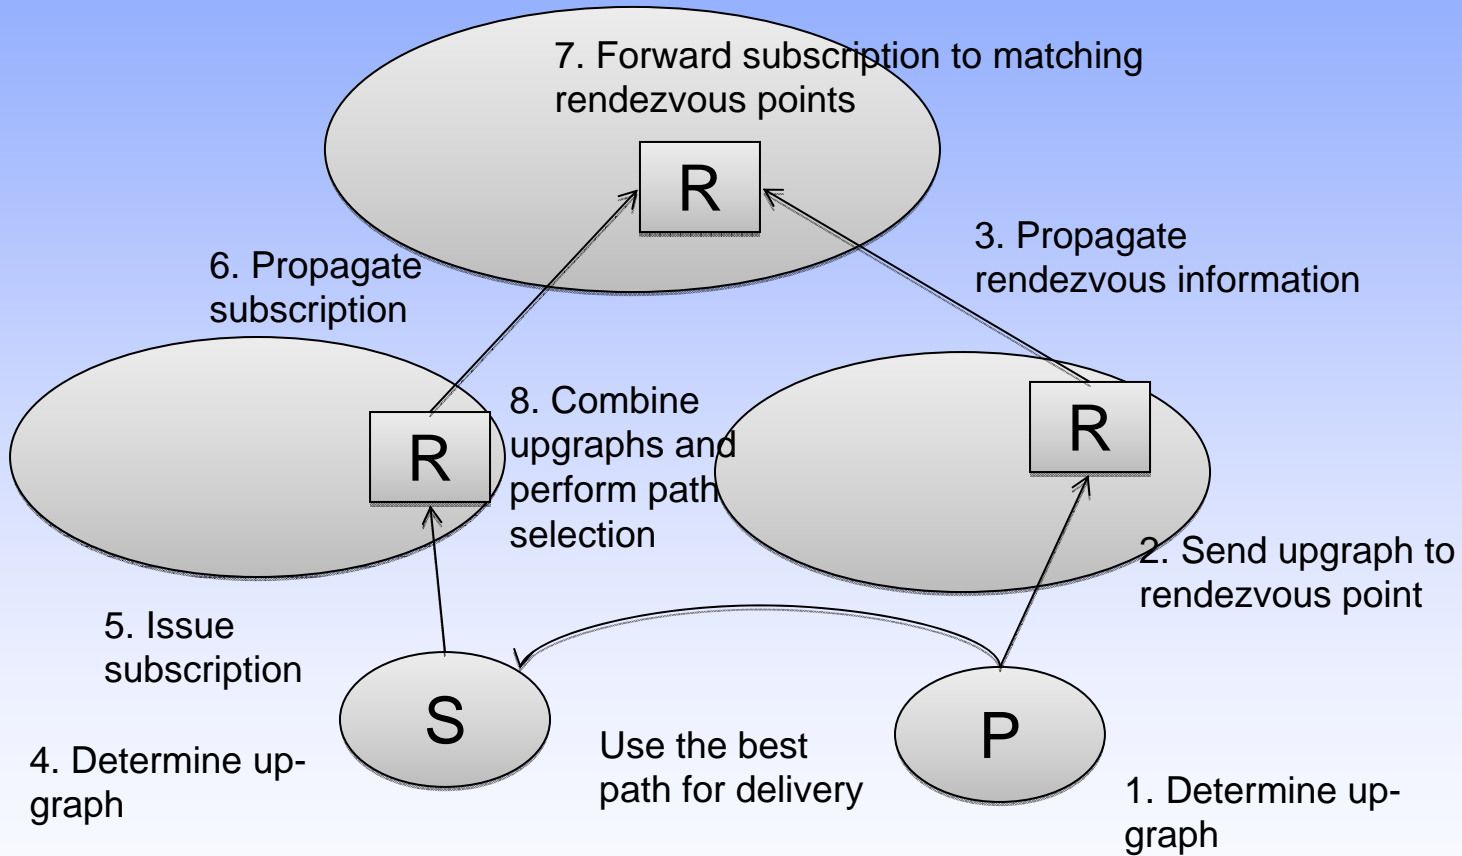 7. Forward subscription to matching
rendezvous points
R
3. Propagate
rendezvous information
6. Propagate
subscription
8. Combine
upgraphs and
perform path
selection
R
R
2. Send upgraph to
rendezvous point
5. Issue
subscription
S
P
Use the best
path for delivery
4. Determine up-
graph
1. Determine up-
graph